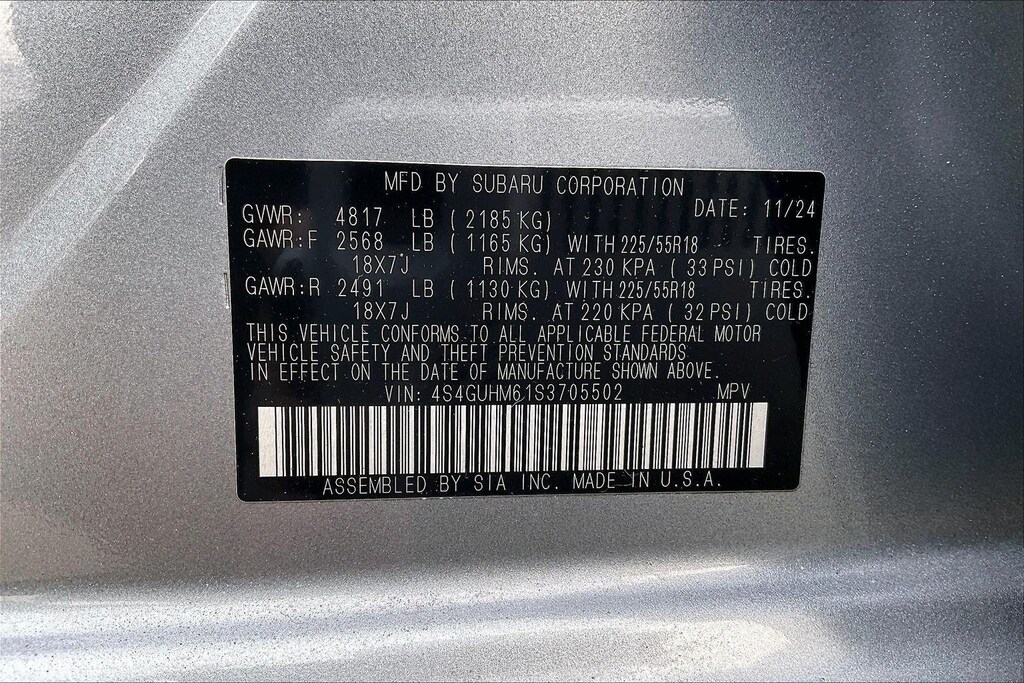 MFD BY SUBARU CORPORATION
GVWR: 4817 LB (2185 KG) DATE: 11/24
GAWR:F 2568 LB (1165 KG) WITH 225/55R18 TIRES.
18X7J RIMS. AT 230 KPA (33 PSI) COLD
GAWR:R 2491 LB (1130 KG) WITH 225/55R18 TIRES.
18X7J RIMS. AT 220 KPA (32 PSI) COLD
THIS VEHICLE CONFORMS TO ALL APPLICABLE FEDERAL MOTOR
VEHICLE SAFETY AND THEFT PREVENTION STANDARDS
IN EFFECT ON THE DATE OF MANUFACTURE SHOWN ABOVE.
VIN: 4S4GUHM61S3705502 MPV
ASSEMBLED BY SIA INC. MADE IN U.S.A.